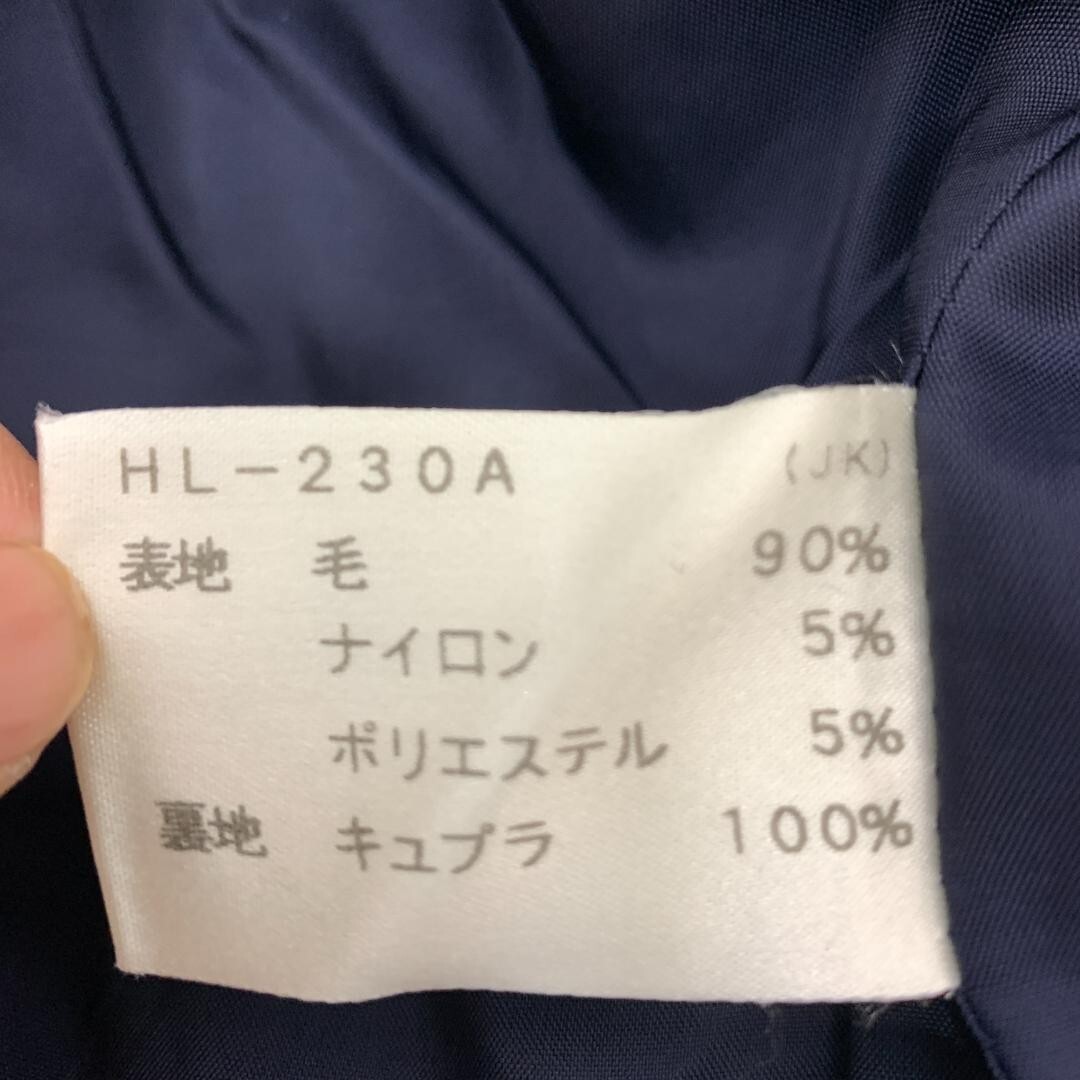 HL-230A (JK)
表地 毛 90%
ナイロン 5%
ポリエステル 5%
裏地 キュプラ 100%